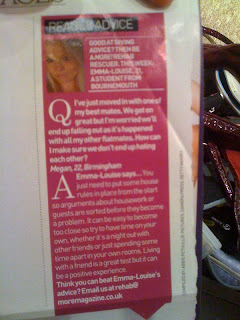 READER ADVICE
GOOD AT GIVING
ADVICE? THEN BE
A MORE! REHAB
RESCUER. THIS WEEK,
EMMA-LOUISE, 21,
A STUDENT FROM
BOURNEMOUTH
Q I've just moved in with one of
my best mates. We get on
great but I'm worried we'll
end up falling out as it's happened
with all my other flatmates. How can
I make sure we don't end up hating
each other?
Megan, 22, Birmingham
A Emma-Louise says... You
just need to put some house
rules in place from the start
so arguments about housework or
guests are sorted before they become
a problem. It can be easy to become
too close so try to have time on your
own, whether it's a night out with
other friends or just spending some
time apart in your own rooms. Living
with a friend is a great test but it can
be a positive experience.
Think you can beat Emma-Louise's
advice? Email us at rehab@
moremagazine.co.uk